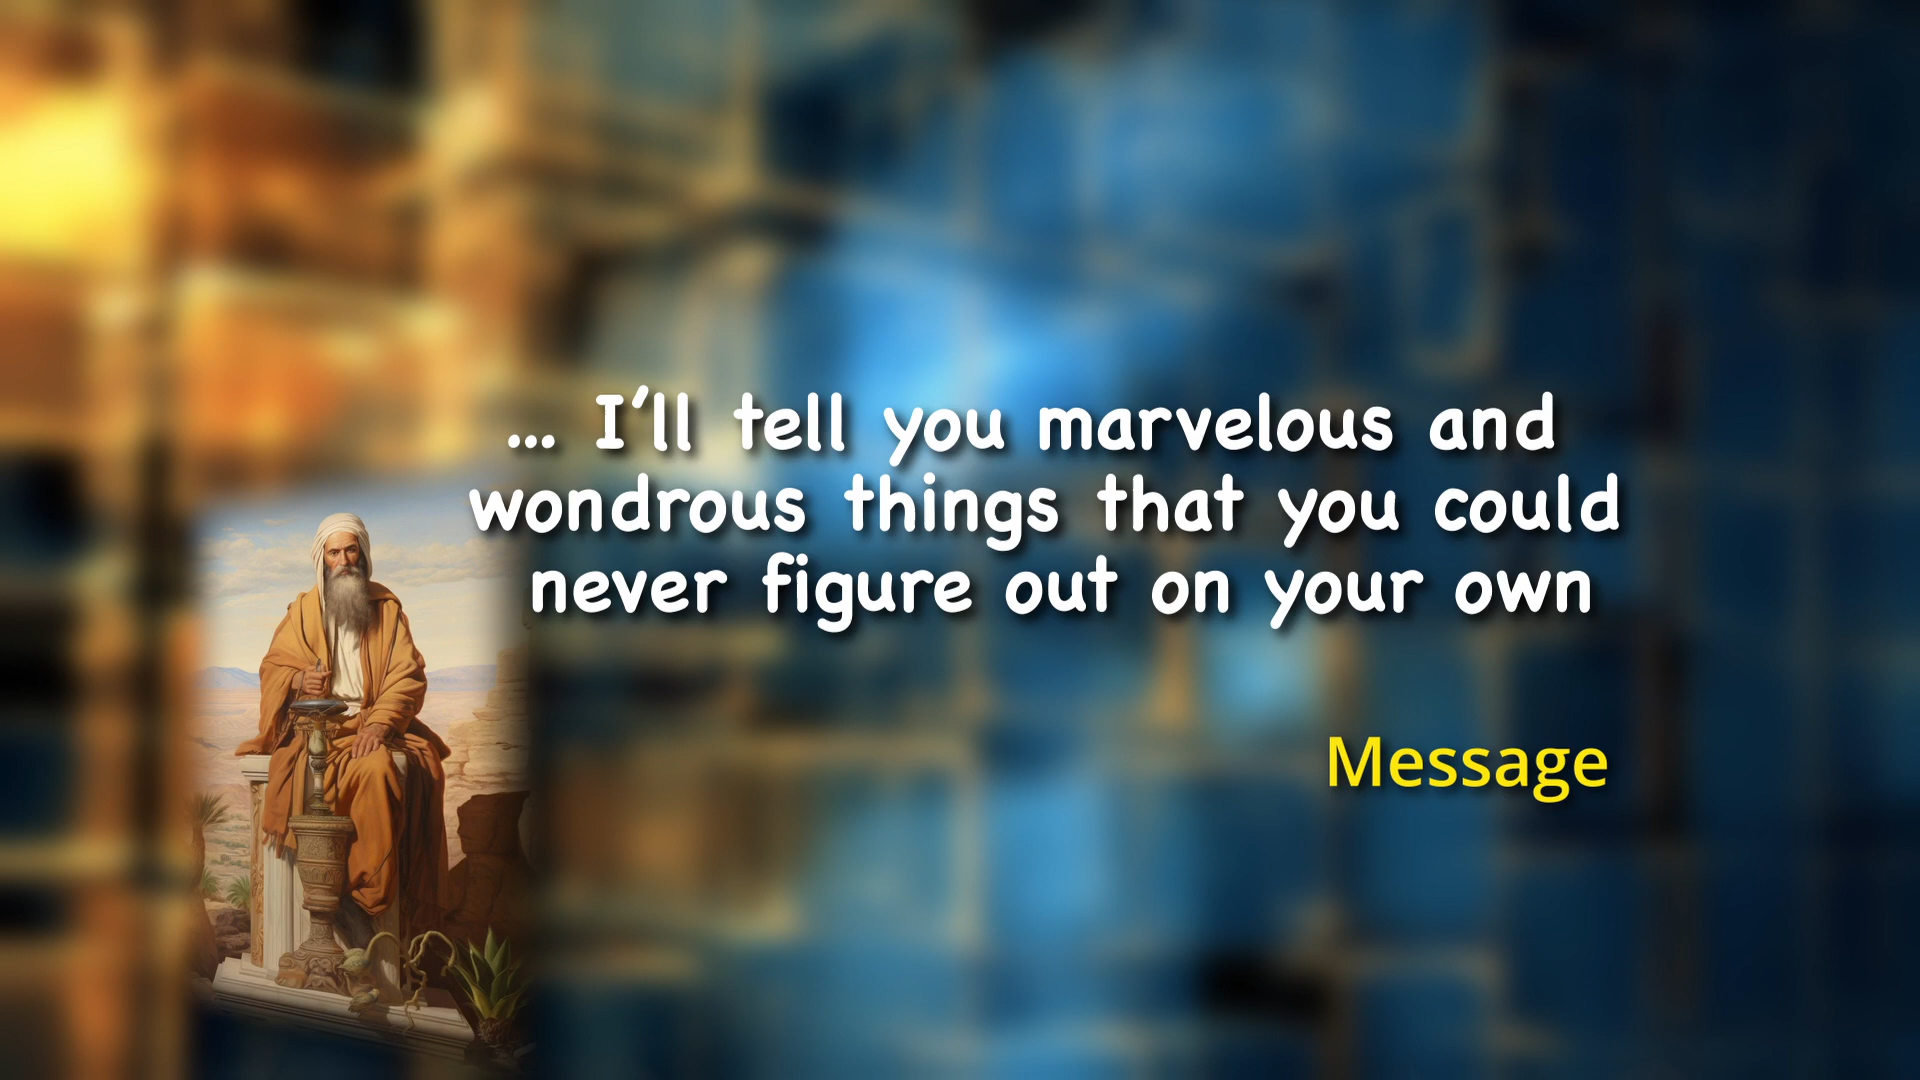 ... I'll tell you marvelous and
wondrous things that you could
never figure out on your own
Message